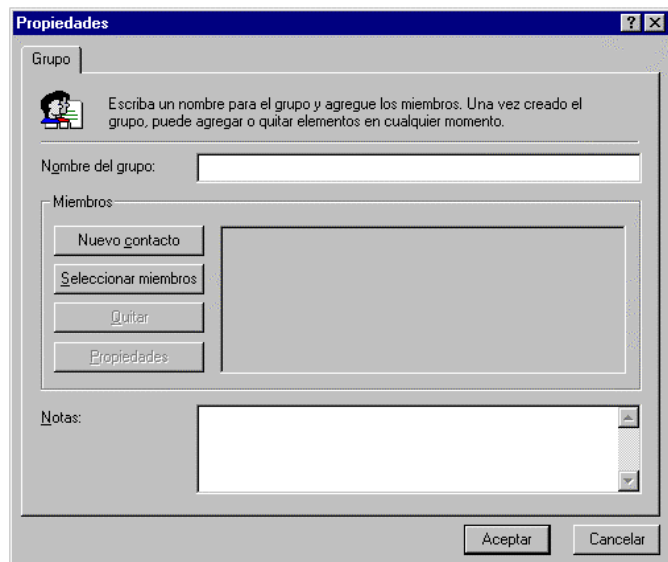 Propiedades
Grupo
Escriba un nombre para el grupo y agregue los miembros. Una vez creado el
grupo, puede agregar o quitar elementos en cualquier momento.
Nombre del grupo:
Miembros
Nuevo contacto
Seleccionar miembros
Quitar
Propiedades
Notas:
Aceptar
Cancelar